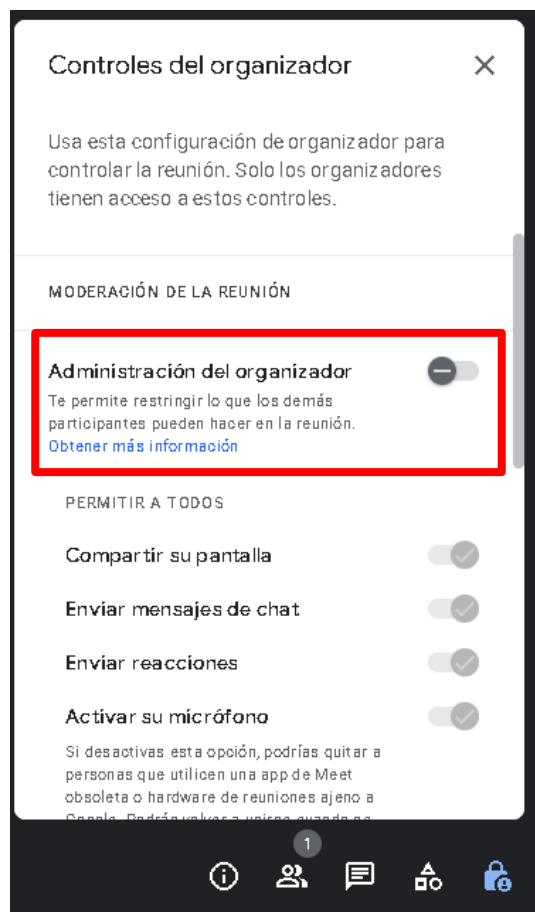 Controles del organizador
Usa esta configuración de organizador para
controlar la reunión. Solo los organizadores
tienen acceso a estos controles.
MODERACIÓN DE LA REUNIÓN
Administración del organizador
Te permite restringir lo que los demás
participantes pueden hacer en la reunión.
Obtener más información
PERMITIR A TODOS
Compartir su pantalla
Enviar mensajes de chat
Enviar reacciones
Activar su micrófono
Si desactivas esta opción, podrías quitar a
personas que utilicen una app de Meet
obsoleta o hardware de reuniones ajeno a
1